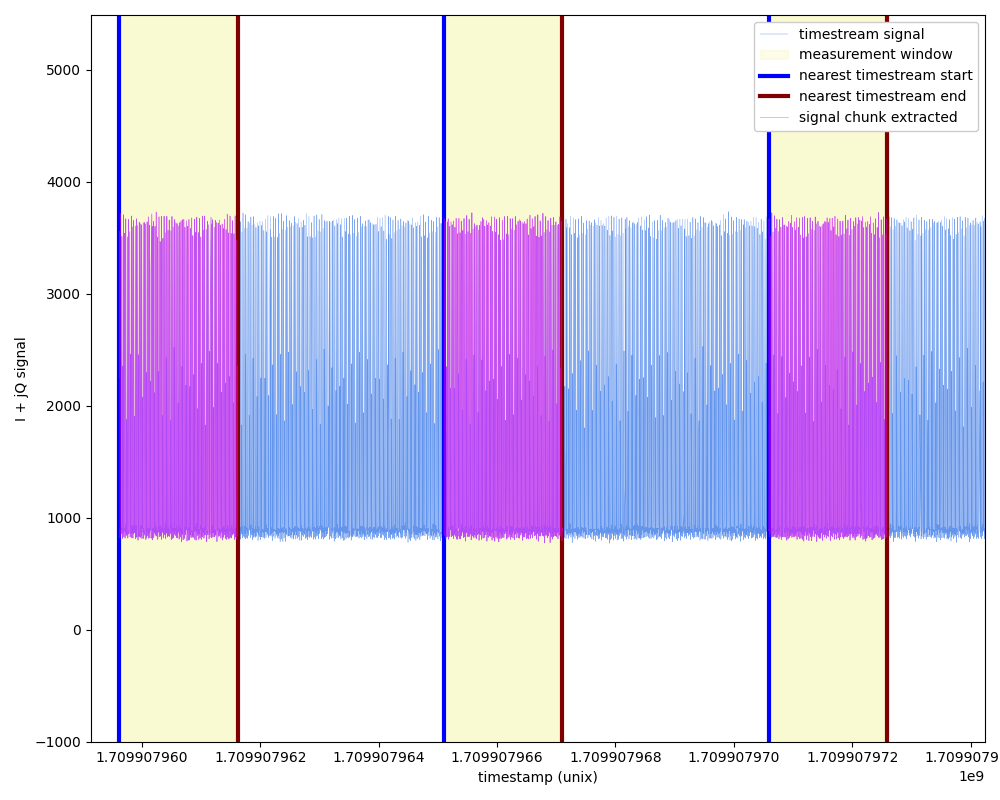 timestream signal
measurement window
nearest timestream start
nearest timestream end
signal chunk extracted
5000
4000
3000
2000
1000
0
−1000
I + jQ signal
1.709907960 1.709907962 1.709907964 1.709907966 1.709907968 1.709907970 1.709907972 1.7099079
timestamp (unix)
1e9